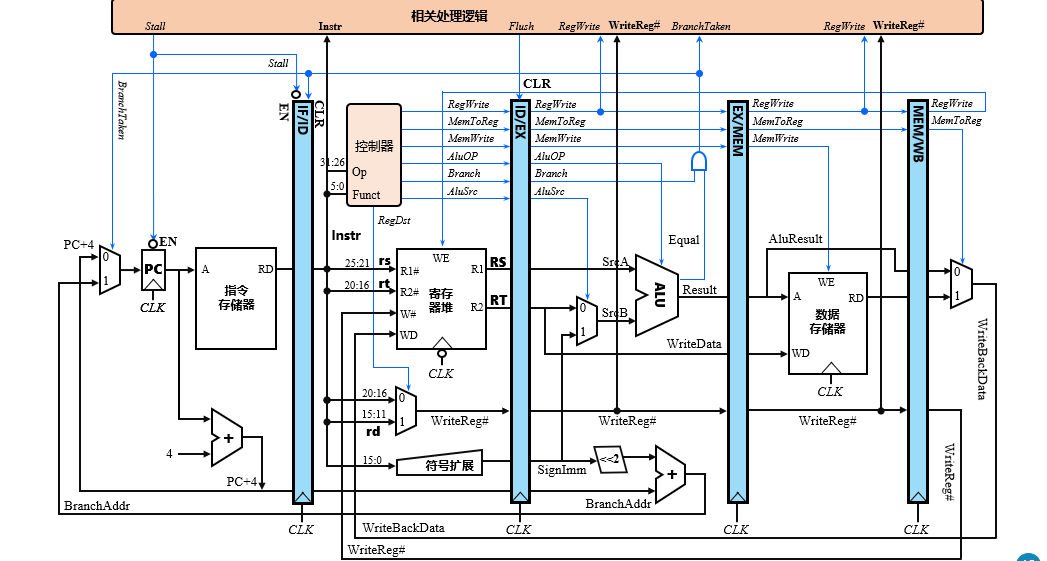 相关处理逻辑
Stall
Instr
Flush
RegWrite
WriteReg#
BranchTaken
RegWrite
WriteReg#
Stall
BranchTaken
EN
CLR
IF/ID
CLR
ID/EX
EX/MEM
MEM/WB
控制器
31:26
Op
5:0
Funct
RegWrite
MemToReg
MemWrite
AluOP
Branch
AluSrc
RegDst
RegWrite
MemToReg
MemWrite
AluOP
Branch
AluSrc
RegWrite
MemToReg
MemWrite
RegWrite
MemToReg
PC+4
0
1
EN
PC
CLK
A
RD
指令
存储器
Instr
25:21
rs
20:16
rt
WE
R1#
R2#
W#
WD
R1
R2
寄存
器堆
CLK
RS
RT
0
1
SrcA
SrcB
ALU
Equal
Result
WriteData
AluResult
WE
A
RD
数据
存储器
WD
CLK
0
1
WriteBackData
20:16
0
15:11
1
rd
WriteReg#
WriteReg#
WriteReg#
WriteReg#
15:0
符号扩展
SignImm
<<2
+
4
+
PC+4
BranchAddr
BranchAddr
CLK
CLK
CLK
CLK
WriteBackData
WriteReg#